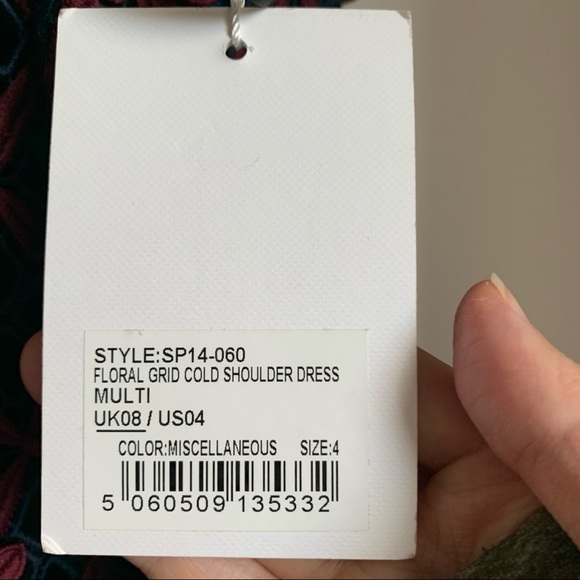 STYLE:SP14-060
FLORAL GRID COLD SHOULDER DRESS
MULTI
UK08 / US04
COLOR:MISCELLANEOUS SIZE:4
5 060509 135332